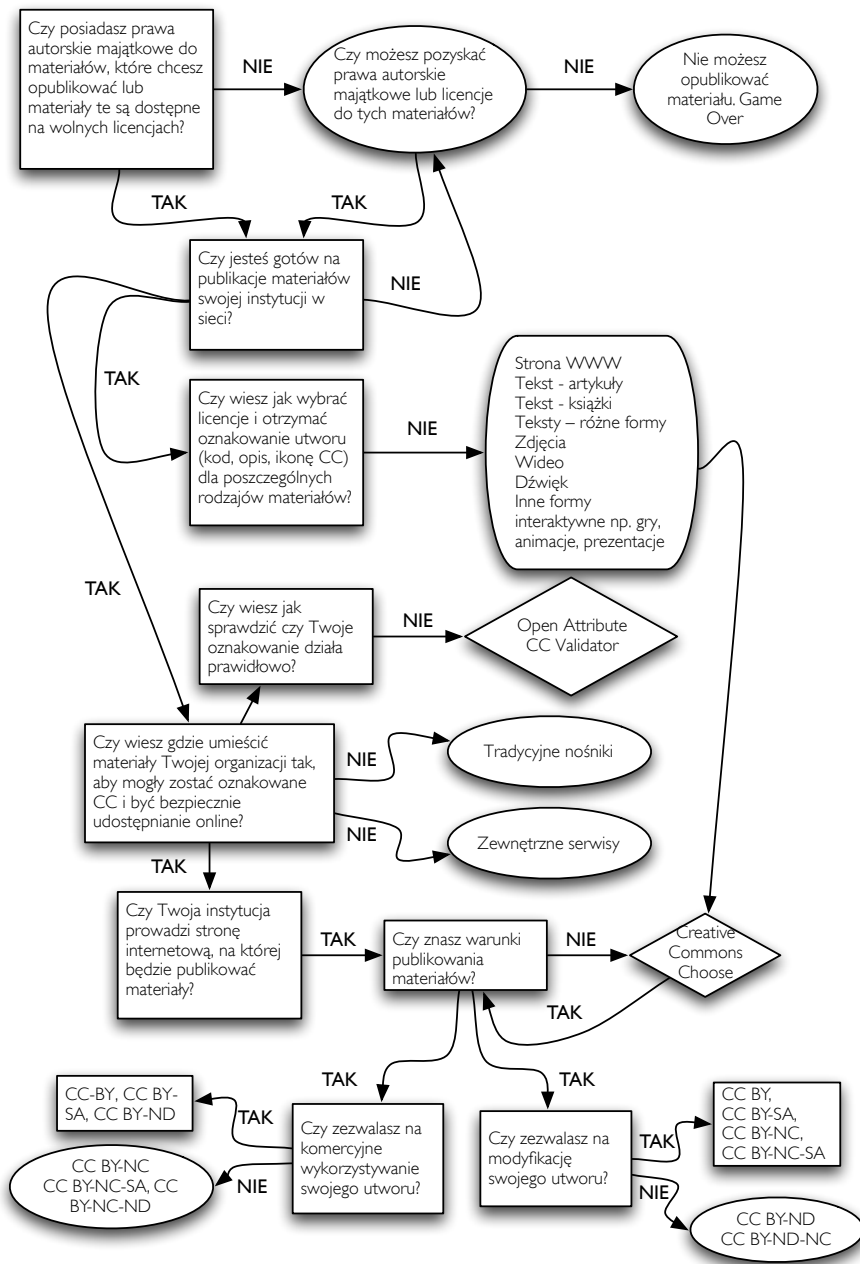 Czy posiadasz prawa
autorskie majątkowe do
materiałów, które chcesz
opublikować lub
materiały te są dostępne
na wolnych licencjach?
NIE
Czy możesz pozyskać
prawa autorskie
majątkowe lub licencje
do tych materiałów?
NIE
Nie możesz
opublikować
materiału. Game
Over
TAK
TAK
Czy jesteś gotów na
publikacje materiałów
swojej instytucji w
sieci?
NIE
TAK
Czy wiesz jak wybrać
licencje i otrzymać
oznakowanie utworu
(kod, opis, ikonę CC)
dla poszczególnych
rodzajów materiałów?
NIE
Strona WWW
Tekst - artykuły
Tekst - książki
Teksty – różne formy
Zdjęcia
Wideo
Dźwięk
Inne formy
interaktywne np. gry,
animacje, prezentacje
TAK
Czy wiesz jak
sprawdzić czy Twoje
oznakowanie działa
prawidłowo?
NIE
Open Attribute
CC Validator
Czy wiesz gdzie umieścić
materiały Twojej organizacji tak,
aby mogły zostać oznakowane
CC i być bezpiecznie
udostępnianie online?
NIE
Tradycyjne nośniki
NIE
Zewnętrzne serwisy
TAK
Czy Twoja instytucja
prowadzi stronę
internetową, na której
będzie publikować
materiały?
TAK
Czy znasz warunki
publikowania
materiałów?
NIE
Creative
Commons
Choose
TAK
TAK
TAK
CC-BY, CC BY-
SA, CC BY-ND
TAK
Czy zezwalasz na
komercyjne
wykorzystywanie
swojego utworu?
NIE
CC BY-NC
CC BY-NC-SA, CC
BY-NC-ND
Czy zezwalasz na
modyfikację
swojego utworu?
TAK
CC BY,
CC BY-SA,
CC BY-NC,
CC BY-NC-SA
NIE
CC BY-ND
CC BY-ND-NC